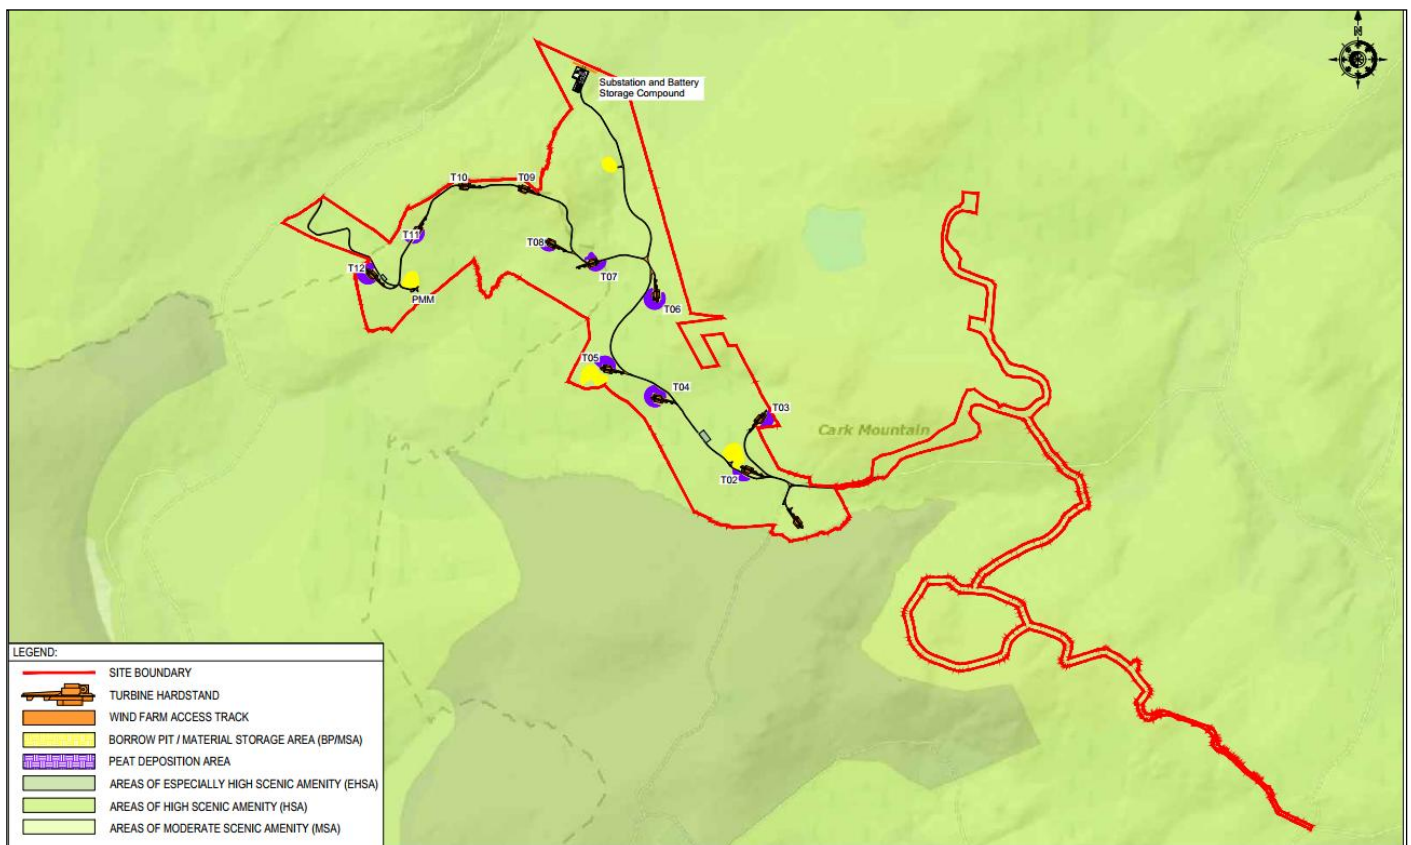 N
Substation and Battery
Storage Compound
T10
T09
T11
T08
T12
T07
PMM
T06
T05
T04
T03
Cark Mountain
T02
LEGEND:
SITE BOUNDARY
TURBINE HARDSTAND
WIND FARM ACCESS TRACK
BORROW PIT / MATERIAL STORAGE AREA (BP/MSA)
PEAT DEPOSITION AREA
AREAS OF ESPECIALLY HIGH SCENIC AMENITY (EHSA)
AREAS OF HIGH SCENIC AMENITY (HSA)
AREAS OF MODERATE SCENIC AMENITY (MSA)